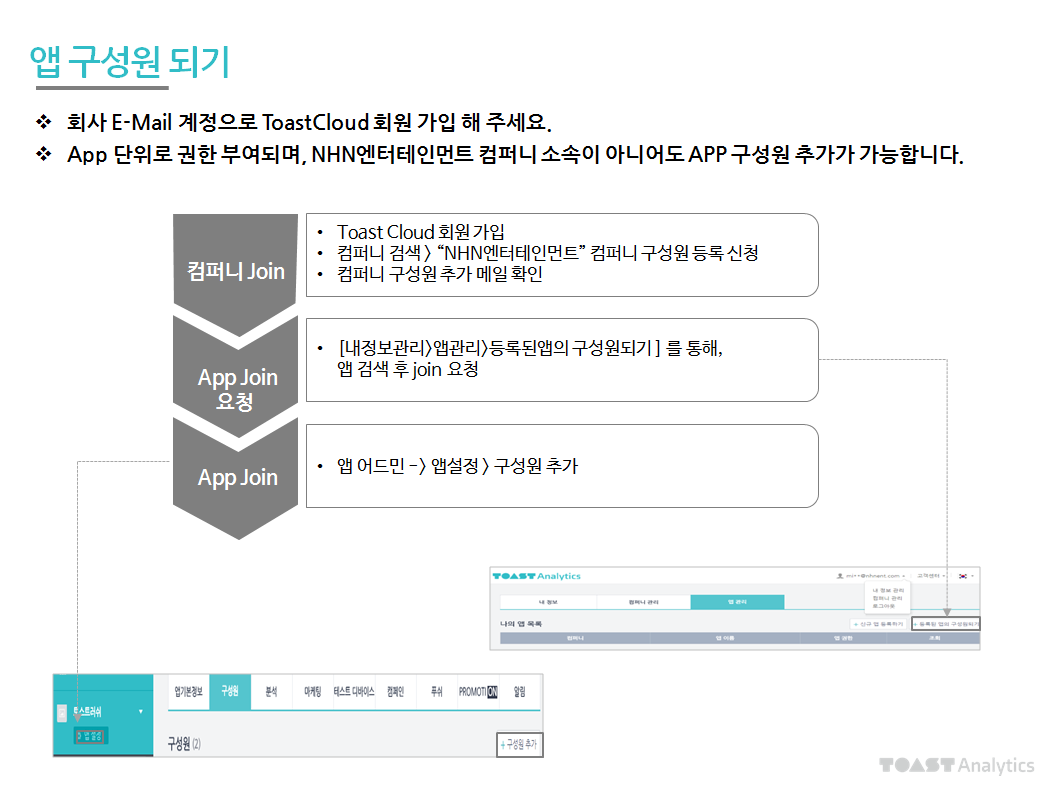 앱 구성원 되기
❖ 회사 E-Mail 계정으로 ToastCloud 회원 가입 해 주세요.
❖ App 단위로 권한 부여되며, NHN엔터테인먼트 컴퍼니 소속이 아니어도 APP 구성원 추가가 가능합니다.
컴퍼니 Join
• Toast Cloud 회원 가입
• 컴퍼니 검색 > “NHN엔터테인먼트” 컴퍼니 구성원 등록 신청
• 컴퍼니 구성원 추가 메일 확인
App Join
요청
• [내정보관리>앱관리>등록된앱의 구성원되기 ] 를 통해,
앱 검색 후 join 요청
App Join
• 앱 어드민 -> 앱설정 > 구성원 추가
TOAST Analytics
고객센터
내 정보 관리
컴퍼니 관리
로그아웃
내 정보
컴퍼니 관리
앱 관리
나의 앱 목록
+ 신규 앱 등록하기
+ 등록된 앱의 구성원되기
컴퍼니
앱 이름
앱 권한
조회
앱기본정보 구성원 분석 마케팅 테스트 디바이스 캠페인 푸쉬 PROMOTION 알림
토스트러쉬
앱 설정
구성원 (2)
+ 구성원 추가
TOAST Analytics